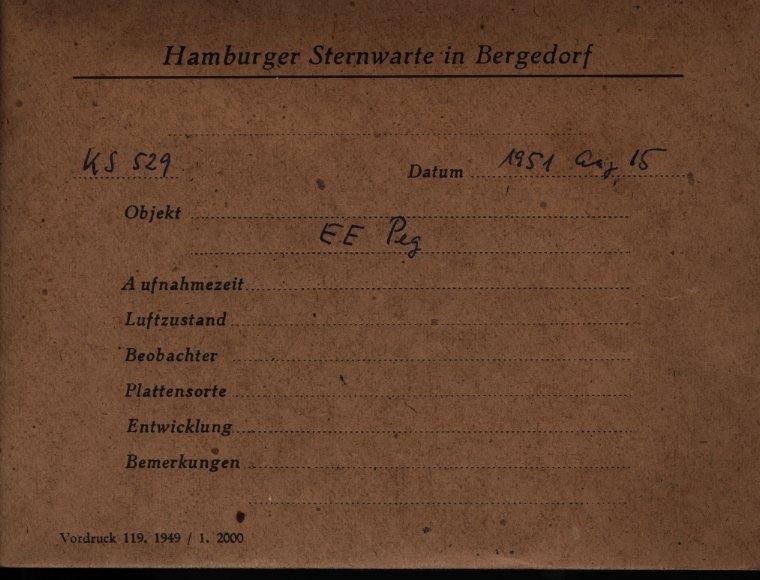 Hamburger Sternwarte in Bergedorf
KS 529 Datum 1951 Aug 15
Objekt
EE Peg
Aufnahmezeit
Luftzustand
Beobachter
Plattensorte
Entwicklung
Bemerkungen
Vordruck 119. 1949 / 1. 2000